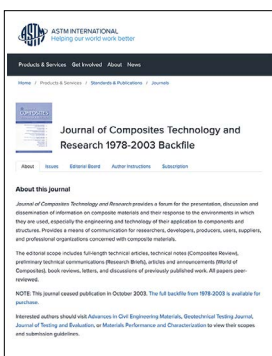 ASTM INTERNATIONAL
Helping our world work better
Products & Services Get Involved About News
Home / Products & Services / Standards & Publications / Journals
COMPOSITES
Journal of Composites Technology and
Research 1978-2003 Backfile
About Issues Editorial Board Author Instructions Subscription
About this journal
Journal of Composites Technology and Research provides a forum for the presentation, discussion and
dissemination of information on composite materials and their response to the environments in which
they are used, especially the engineering and technology of their application to components and
structures. Provides a means of communication for researchers, developers, producers, users, suppliers,
and professional organizations concerned with composite materials.
The editorial scope includes full-length technical articles, technical notes (Composites Review),
preliminary technical communications (Research Briefs), articles and announcements (World of
Composites), book reviews, letters, and discussions of previously published work. All papers peer-
reviewed.
NOTE: This journal ceased publication in October 2003. The full backfile from 1978-2003 is available for
purchase.
Interested authors should visit Advances in Civil Engineering Materials, Geotechnical Testing Journal,
Journal of Testing and Evaluation, or Materials Performance and Characterization to view their scopes
and submission guidelines.